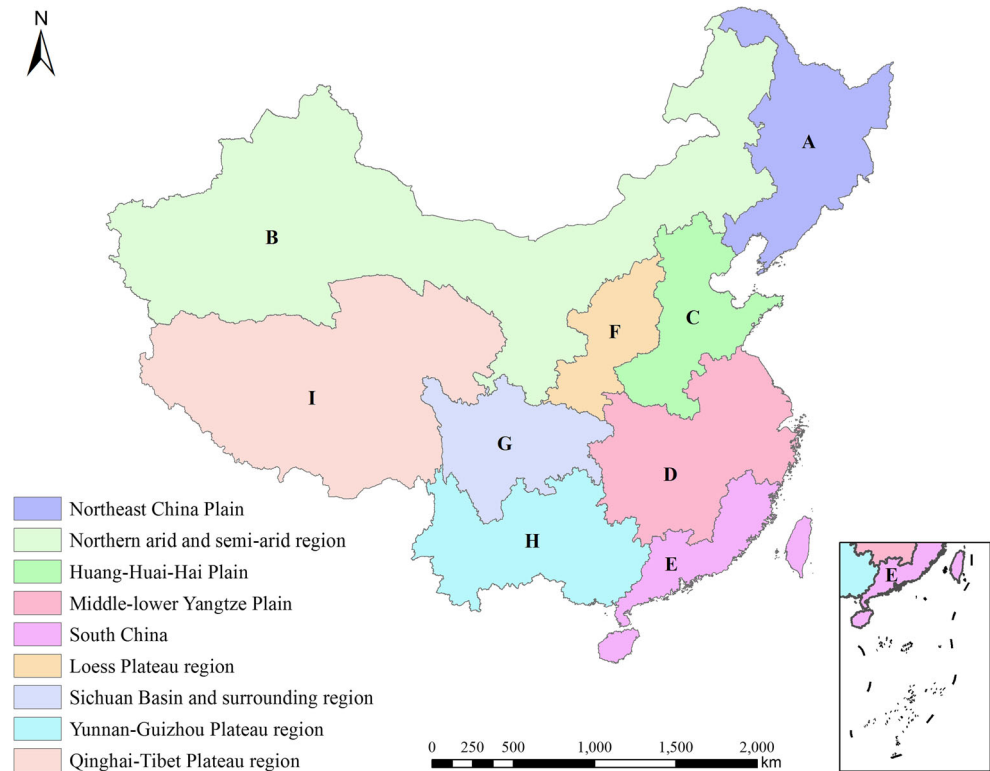 N
A
B
F
C
I
G
D
H
E
Northeast China Plain
Northern arid and semi-arid region
Huang-Huai-Hai Plain
Middle-lower Yangtze Plain
South China
Loess Plateau region
Sichuan Basin and surrounding region
Yunnan-Guizhou Plateau region
Qinghai-Tibet Plateau region
E
0 250 500 1,000 1,500 2,000
km